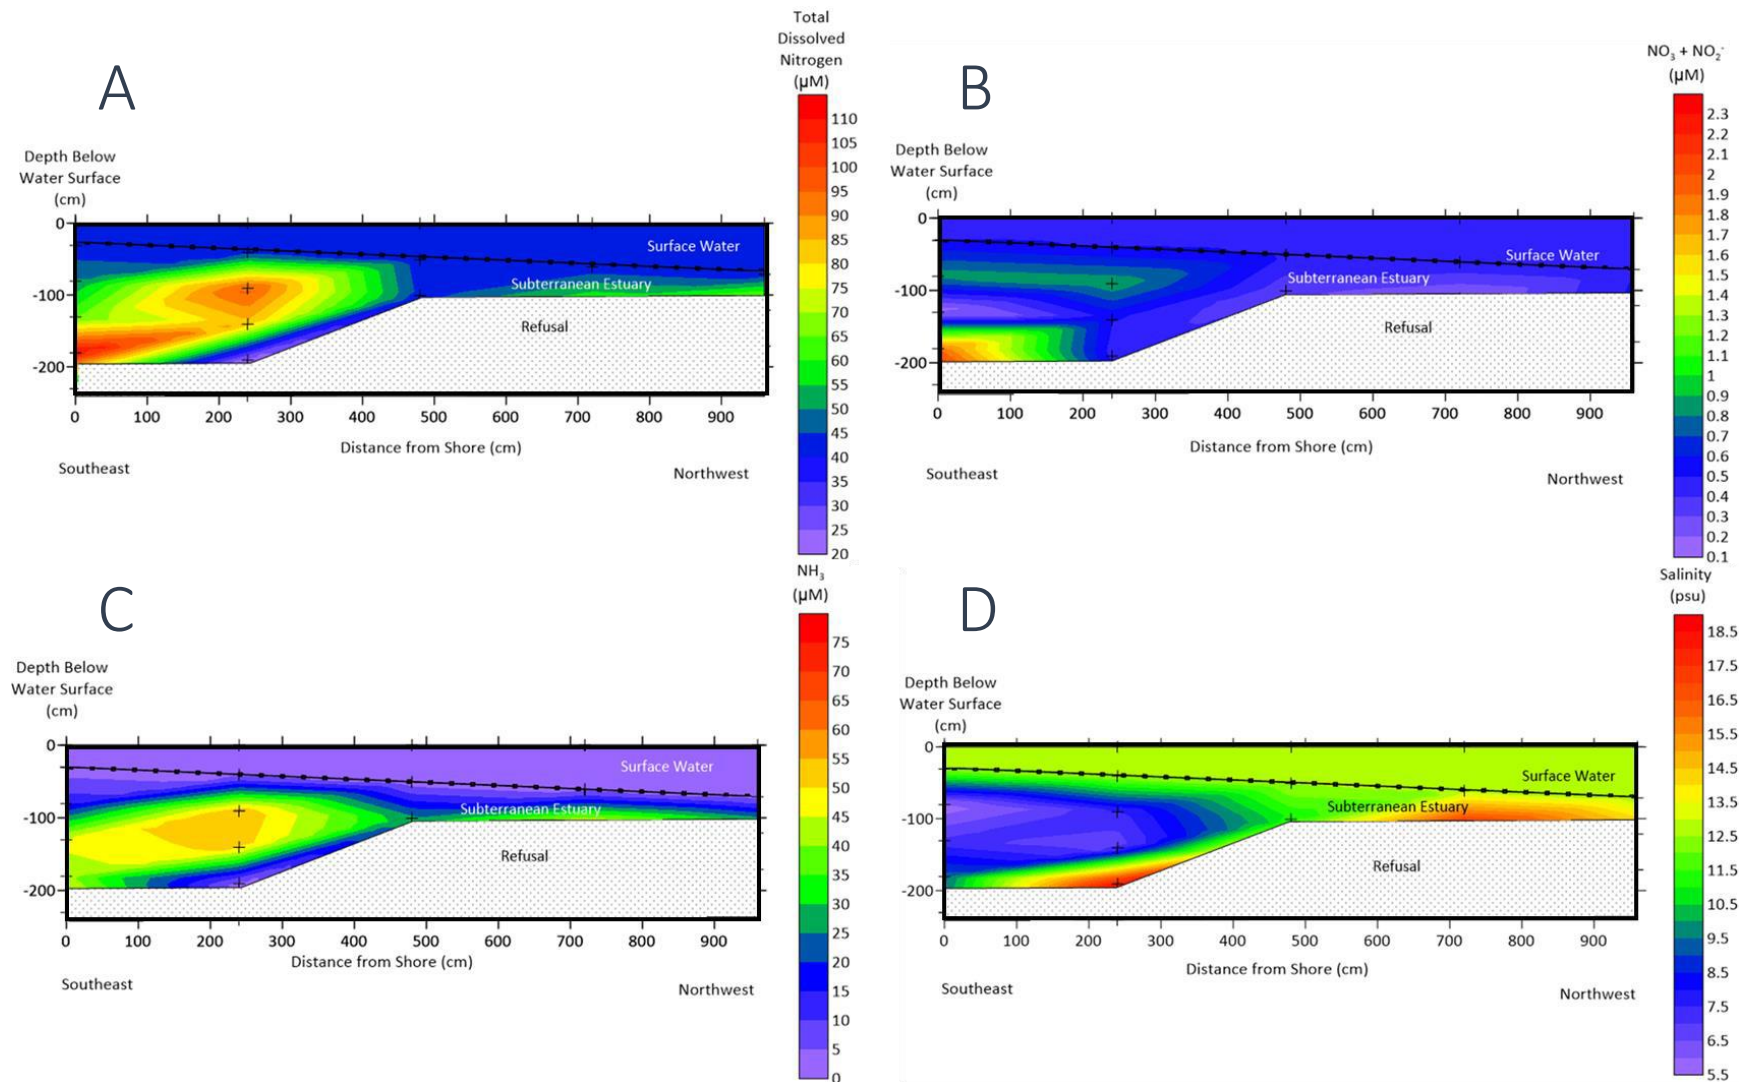 A
Total
Dissolved
Nitrogen
(µM)
Depth Below
Water Surface
(cm)
0
-100
-200
Surface Water
Subterranean Estuary
Refusal
0 100 200 300 400 500 600 700 800 900
Distance from Shore (cm)
Southeast
Northwest
110
105
100
95
90
85
80
75
70
65
60
55
50
45
40
35
30
25
20
B
NO3 + NO2-
(µM)
Depth Below
Water Surface
(cm)
0
-100
-200
Surface Water
Subterranean Estuary
Refusal
0 100 200 300 400 500 600 700 800 900
Distance from Shore (cm)
Southeast
Northwest
2.3
2.2
2.1
2
1.9
1.8
1.7
1.6
1.5
1.4
1.3
1.1
1
0.9
0.8
0.7
0.6
0.5
0.4
0.3
0.2
0.1
C
NH3
(µM)
Depth Below
Water Surface
(cm)
0
-100
-200
Surface Water
Subterranean Estuary
Refusal
0 100 200 300 400 500 600 700 800 900
Distance from Shore (cm)
Southeast
Northwest
75
70
65
60
55
50
45
40
35
30
25
20
15
10
5
0
D
Salinity
(psu)
Depth Below
Water Surface
(cm)
0
-100
-200
Surface Water
Subterranean Estuary
Refusal
0 100 200 300 400 500 600 700 800 900
Distance from Shore (cm)
Southeast
Northwest
18.5
17.5
16.5
15.5
14.5
13.5
12.5
11.5
10.5
9.5
8.5
7.5
6.5
5.5